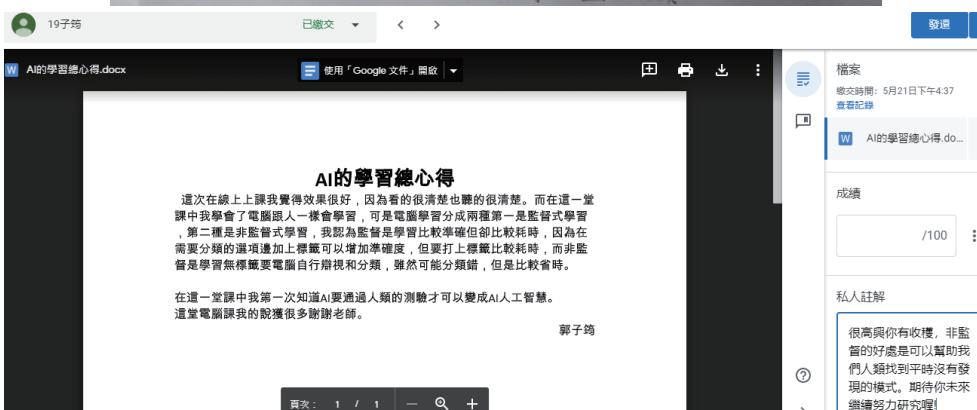 19子筠
已繳交
發還
AI的學習總心得.docx
使用「Google 文件」開啟
檔案
繳交時間： 5月21日下午4:37
查看記錄
AI的學習總心得.do...
成績
/100
私人註解
很高興你有收穫，非監
督的好處是可以幫助我
們人類找到平時沒有發
現的模式。期待你未來
繼續努力研究喔!
AI的學習總心得
這次在線上上課我覺得效果很好，因為看的很清楚也聽的很清楚。而在這一堂
課中我學會了電腦跟人一樣會學習，可是電腦學習分成兩種第一是監督式學習
，第二種是非監督式學習，我認為監督是學習比較準確但卻比較耗時，因為在
需要分類的選項邊加上標籤可以增加準確度，但要打上標籤比較耗時，而非監
督是學習無標籤要電腦自行辯視和分類，雖然可能分類錯，但是比較省時。
在這一堂課中我第一次知道AI要通過人類的測驗才可以變成AI人工智慧。
這堂電腦課我的說獲很多謝謝老師。
郭子筠
頁次： 1 / 1